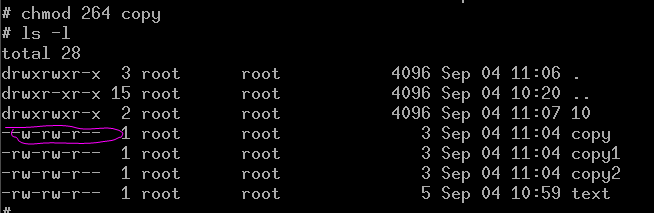 # chmod 264 copy
# ls -l
total 28
drwxrwxr-x 3 root root 4096 Sep 04 11:06 .
drwxr-xr-x 15 root root 4096 Sep 04 10:20 ..
drwxrwxr-x 2 root root 4096 Sep 04 11:07 10
--w-rw-r-- 1 root root 3 Sep 04 11:04 copy
-rw-rw-r-- 1 root root 3 Sep 04 11:04 copy1
-rw-rw-r-- 1 root root 3 Sep 04 11:04 copy2
-rw-rw-r-- 1 root root 5 Sep 04 10:59 text
#